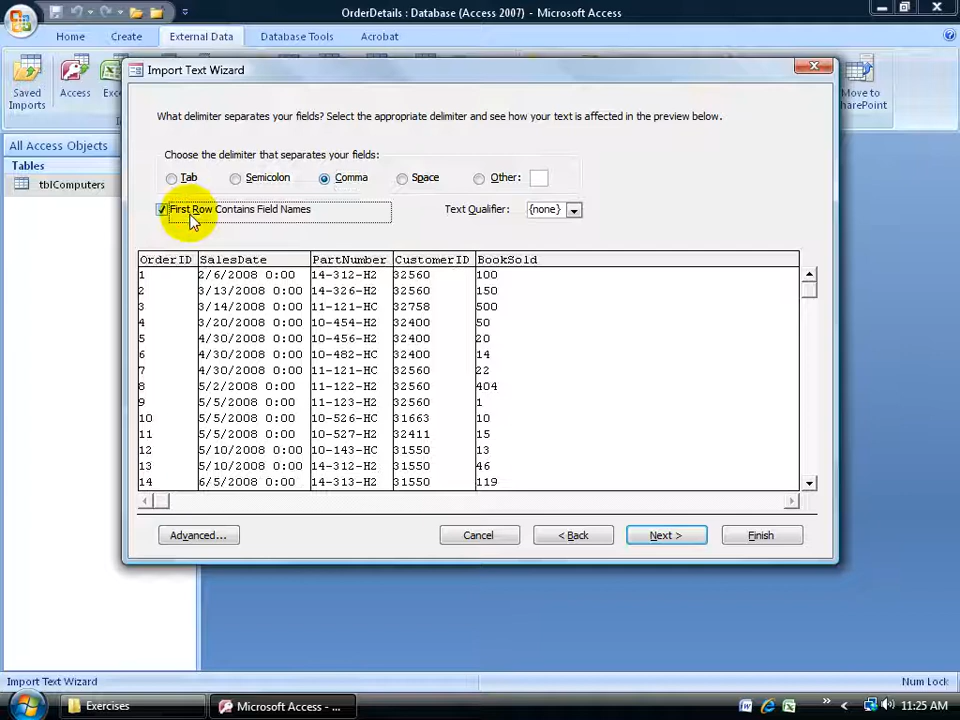 OrderDetails : Database (Access 2007) - Microsoft Access
Home Create External Data Database Tools Acrobat
Saved Imports
Access
Move to
All Access Objects
Tables
tblComputers
Import Text Wizard
What delimiter separates your fields? Select the appropriate delimiter and see how your text is affected in the preview below.
Choose the delimiter that separates your fields:
Tab Semicolon Comma Space Other:
First Row Contains Field Names Text Qualifier: {none}
OrderID SalesDate PartNumber CustomerID BookSold
1 2/6/2008 0:00 14-312-H2 32560 100
2 3/13/2008 0:00 14-326-H2 32560 150
3 3/14/2008 0:00 11-121-HC 32758 500
4 3/20/2008 0:00 10-454-H2 32400 50
5 4/30/2008 0:00 10-456-H2 32400 20
6 4/30/2008 0:00 10-482-HC 32400 14
7 4/30/2008 0:00 11-121-HC 32560 22
8 5/2/2008 0:00 11-122-H2 32560 404
9 5/5/2008 0:00 11-123-H2 32560 1
10 5/5/2008 0:00 10-526-HC 31663 10
11 5/5/2008 0:00 10-527-H2 32411 15
12 5/10/2008 0:00 10-143-HC 31550 13
13 5/10/2008 0:00 14-312-H2 31550 46
14 6/5/2008 0:00 14-313-H2 31550 119
Advanced... Cancel < Back Next > Finish
Import Text Wizard Num Lock
Exercises Microsoft Access - ... 11:25 AM